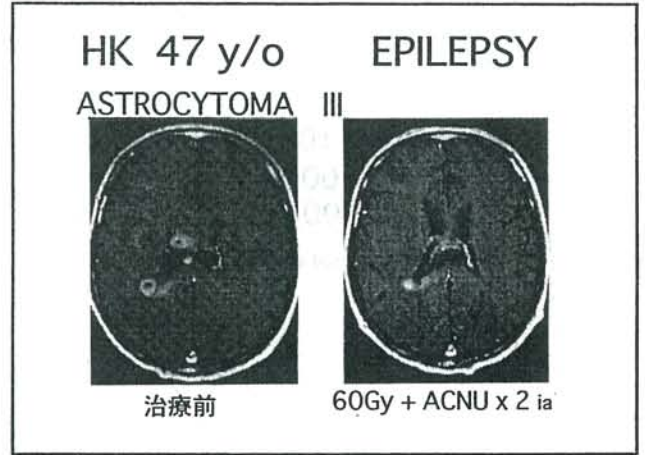 HK 47 y/o EPILEPSY
ASTROCYTOMA III
治療前
60Gy + ACNU x 2 ia